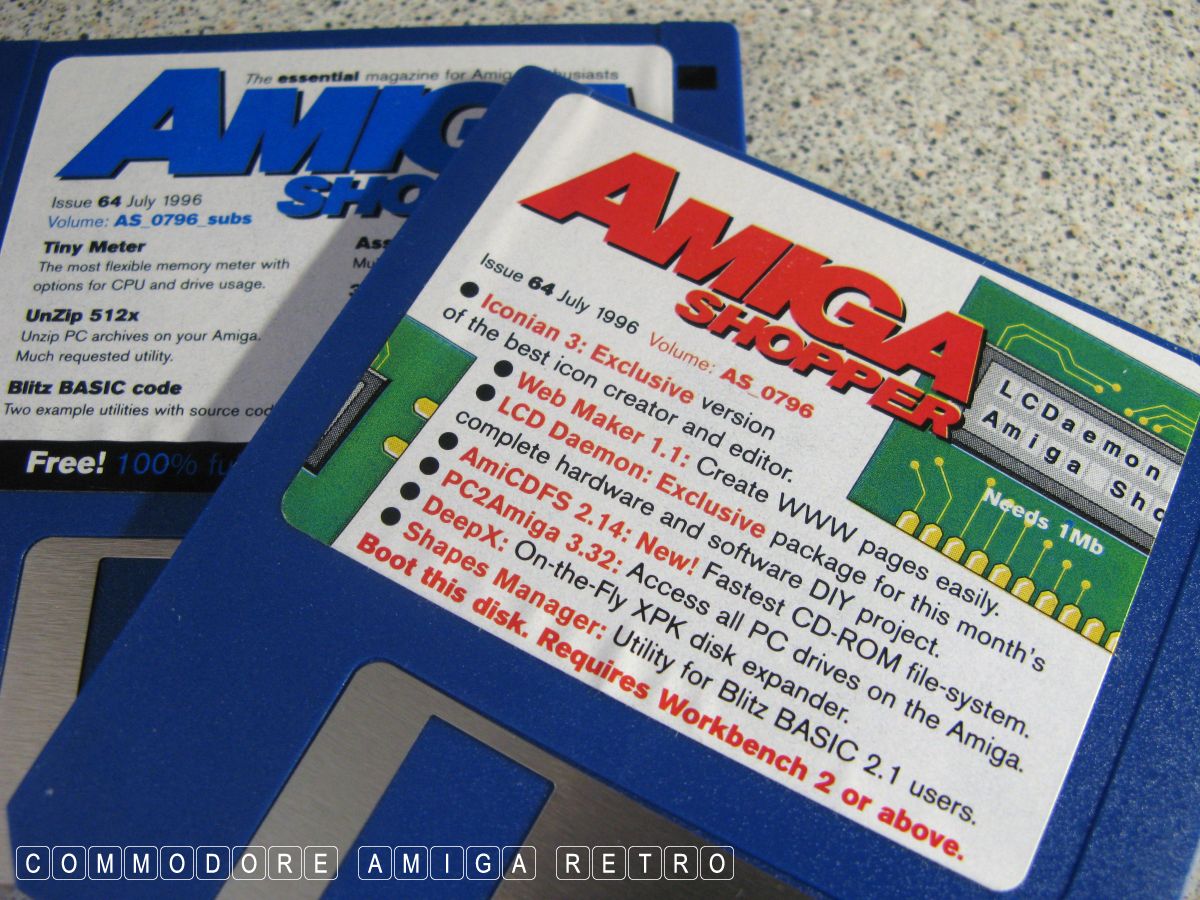 The essential magazine for Amiga
AMIGA
SHO
Issue 64 July 1996
Volume: AS_0796_subs
Tiny Meter
The most flexible memory meter with
options for CPU and drive usage.
UnZip 512x
Unzip PC archives on your Amiga.
Much requested utility.
Blitz BASIC code
Two example utilities with source cod
Free! 100% fu
Ass
Mu
AMIGA
SHOPPER
Issue 64 July 1996 Volume: AS_0796
● Iconian 3: Exclusive version
of the best icon creator and editor.
● Web Maker 1.1: Create WWW pages easily.
● LCD Daemon: Exclusive package for this month's
complete hardware and software DIY project.
● AmiCDFS 2.14: New! Fastest CD-ROM file-system.
● PC2Amiga 3.32: Access all PC drives on the Amiga.
● DeepX: On-the-Fly XPK disk expander.
● Shapes Manager: Utility for Blitz BASIC 2.1 users.
Boot this disk. Requires Workbench 2 or above.
LCDaemon
Amiga Sho
Needs 1Mb
COMMODORE AMIGA RETRO